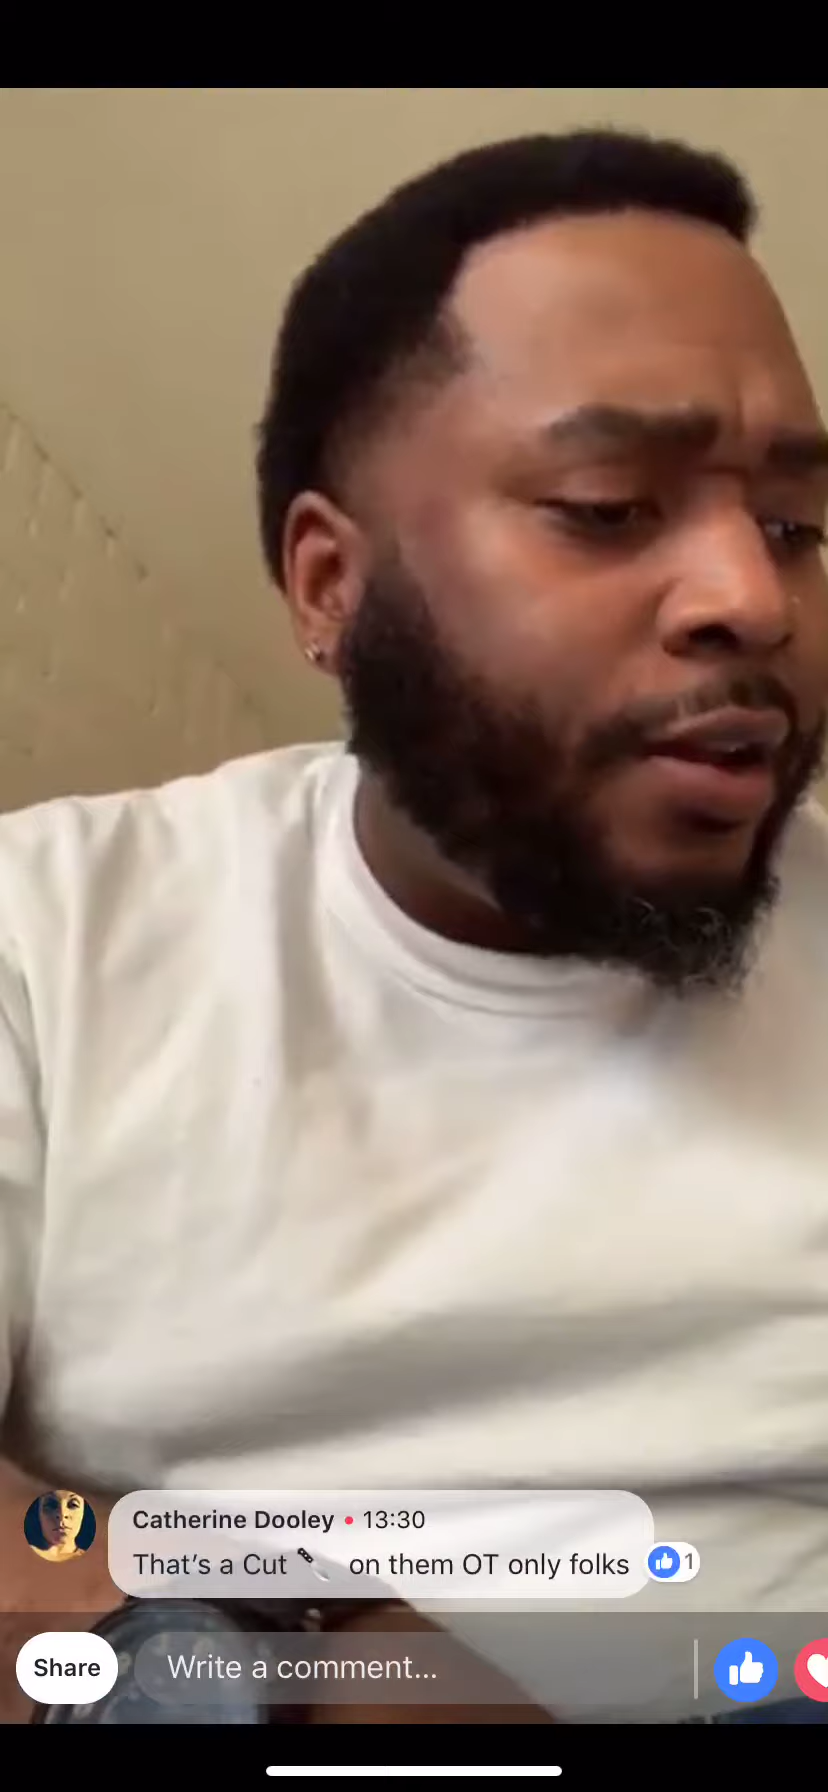 Catherine Dooley • 13:30
That's a Cut 🔪 on them OT only folks
1
Share
Write a comment...